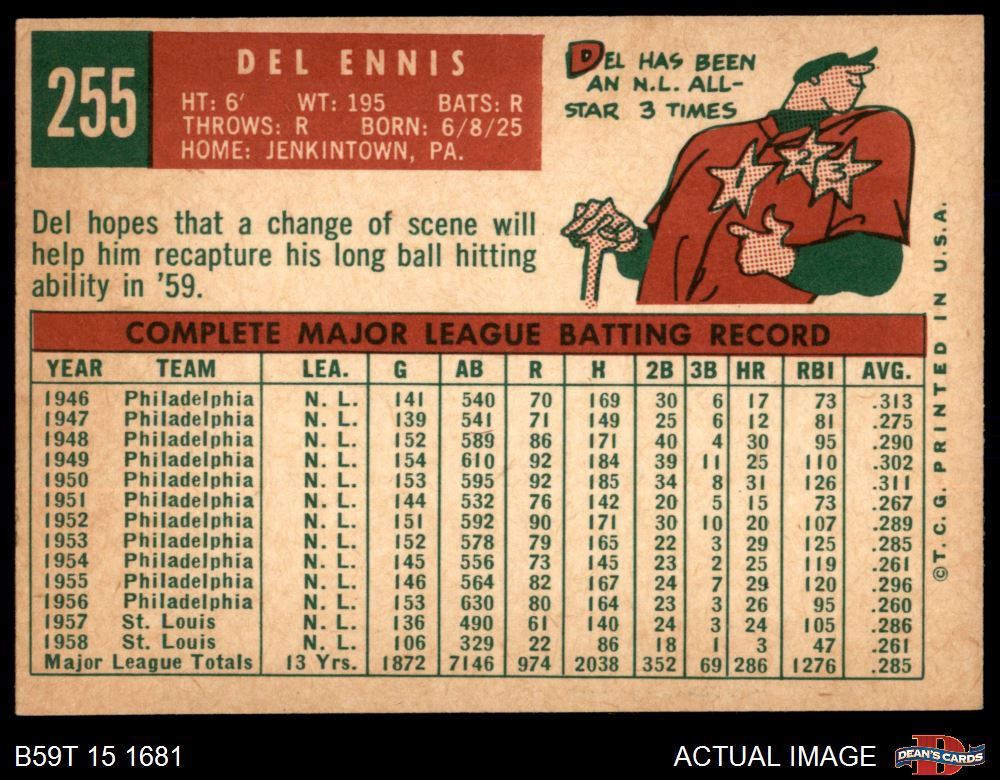 255
DEL ENNIS
HT: 6' WT: 195 BATS: R
THROWS: R BORN: 6/8/25
HOME: JENKINTOWN, PA.
DEL HAS BEEN
AN N.L. ALL-
STAR 3 TIMES
1 2 3
Del hopes that a change of scene will
help him recapture his long ball hitting
ability in '59.
COMPLETE MAJOR LEAGUE BATTING RECORD
YEAR TEAM LEA. G AB R H 2B 3B HR RBI AVG.
1946 Philadelphia N. L. 141 540 70 169 30 6 17 73 .313
1947 Philadelphia N. L. 139 541 71 149 25 6 12 81 .275
1948 Philadelphia N. L. 152 589 86 171 40 4 30 95 .290
1949 Philadelphia N. L. 154 610 92 184 39 11 25 110 .302
1950 Philadelphia N. L. 153 595 92 185 34 8 31 126 .311
1951 Philadelphia N. L. 144 532 76 142 20 5 15 73 .267
1952 Philadelphia N. L. 151 592 90 171 30 10 20 107 .289
1953 Philadelphia N. L. 152 578 79 165 22 3 29 125 .285
1954 Philadelphia N. L. 145 556 73 145 23 2 25 119 .261
1955 Philadelphia N. L. 146 564 82 167 24 7 29 120 .296
1956 Philadelphia N. L. 153 630 80 164 23 3 26 95 .260
1957 St. Louis N. L. 136 490 61 140 24 3 24 105 .286
1958 St. Louis N. L. 106 329 22 86 18 1 3 47 .261
Major League Totals 13 Yrs. 1872 7146 974 2038 352 69 286 1276 .285
©T. C. G. PRINTED IN U.S.A.
B59T 15 1681
ACTUAL IMAGE
D
DEAN'S CARDS